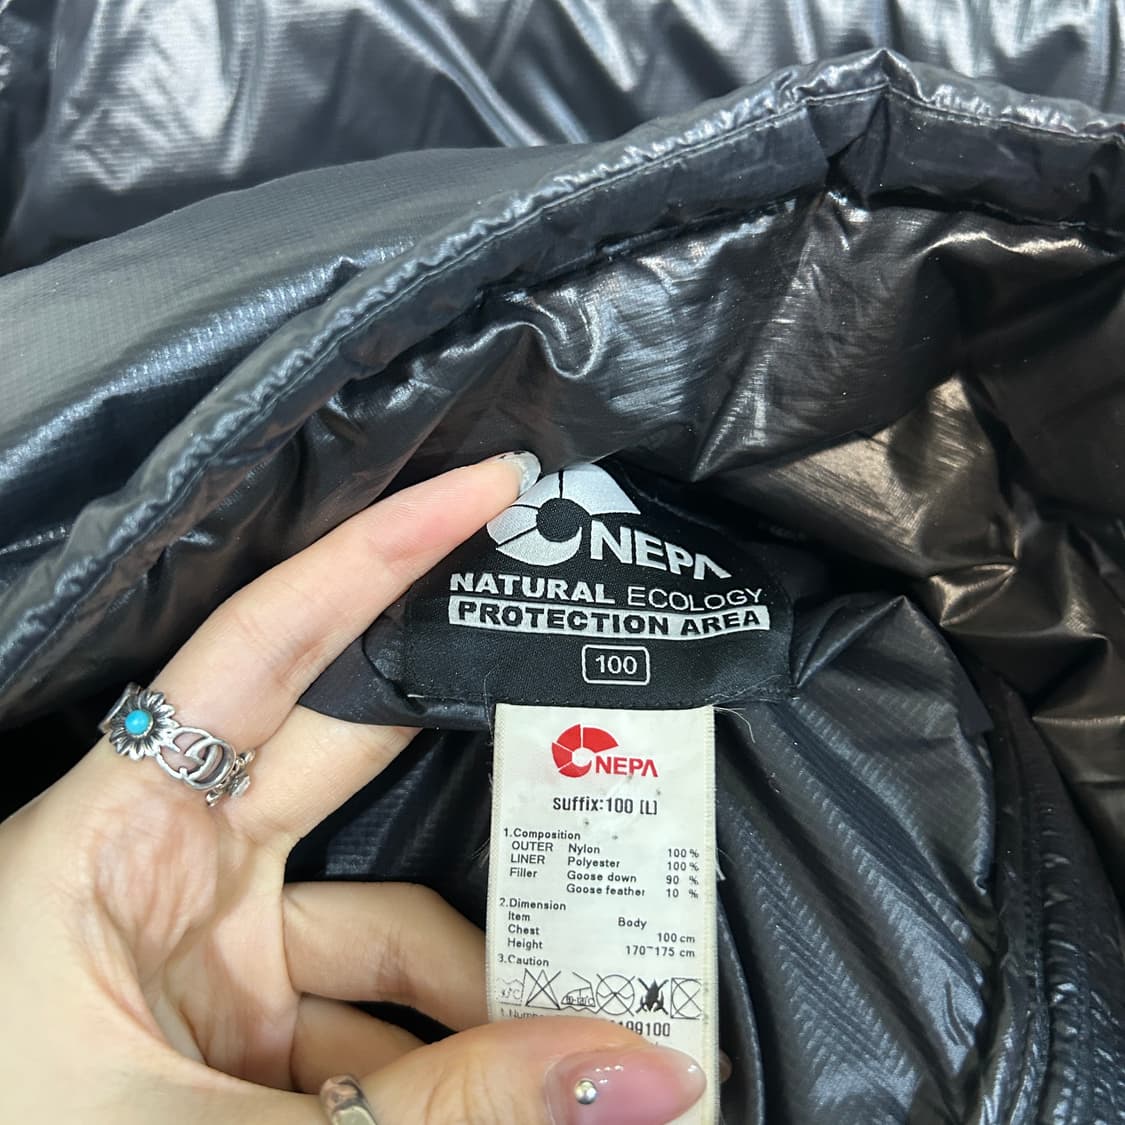 NEPA
NATURAL ECOLOGY
PROTECTION AREA
100
NEPA
suffix:100 [L]
1.Composition
OUTER Nylon 100 %
LINER Polyester 100 %
Filler Goose down 90 %
Goose feather 10 %
2.Dimension
Item Body
Chest 100 cm
Height 170~175 cm
3.Caution